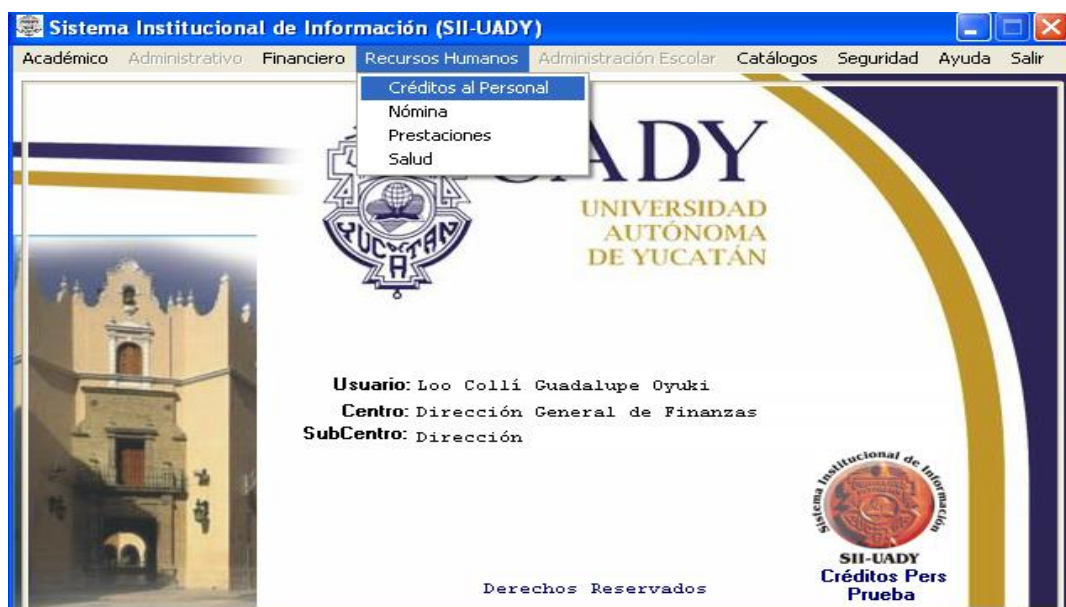 Sistema Institucional de Información (SII-UADY)
Académico Administrativo Financiero Recursos Humanos Administración Escolar Catálogos Seguridad Ayuda Salir
Créditos al Personal
Nómina
Prestaciones
Salud
ADY
UNIVERSIDAD
AUTÓNOMA
DE YUCATÁN
YUCATAN
Usuario: Loo Collí Guadalupe Oyuki
Centro: Dirección General de Finanzas
SubCentro: Dirección
Sistema Institucional de Información
SII-UADY
Créditos Pers
Prueba
Derechos Reservados